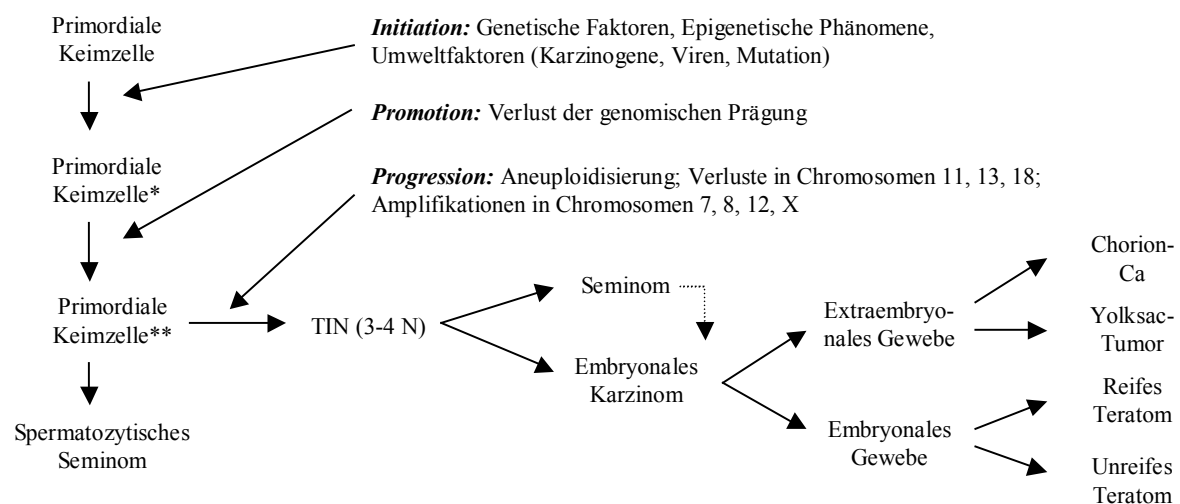 Primordiale
Keimzelle
Initiation: Genetische Faktoren, Epigenetische Phänomene,
Umweltfaktoren (Karzinogene, Viren, Mutation)
Promotion: Verlust der genomischen Prägung
Primordiale
Keimzelle*
Progression: Aneuploidisierung; Verluste in Chromosomen 11, 13, 18;
Amplifikationen in Chromosomen 7, 8, 12, X
Primordiale
Keimzelle**
TIN (3-4 N)
Seminom
Embryonales
Karzinom
Extraembryo-
nales Gewebe
Embryonales
Gewebe
Chorion-
Ca
Yolksac-
Tumor
Reifes
Teratom
Unreifes
Teratom
Spermatozytisches
Seminom